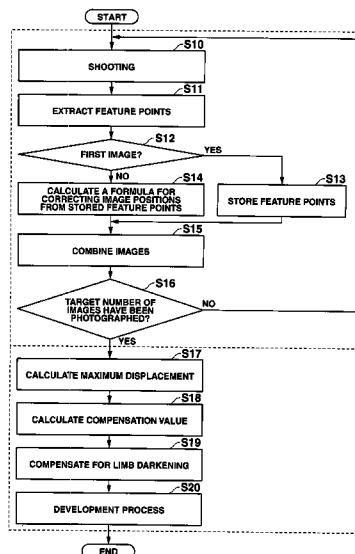 START
S10
SHOOTING
S11
EXTRACT FEATURE POINTS
S12
FIRST IMAGE?
YES
NO
S14
S13
CALCULATE A FORMULA FOR
CORRECTING IMAGE POSITIONS
FROM STORED FEATURE POINTS
STORE FEATURE POINTS
S15
COMBINE IMAGES
S16
TARGET NUMBER OF
IMAGES HAVE BEEN
PHOTOGRAPHED?
NO
YES
S17
CALCULATE MAXIMUM DISPLACEMENT
S18
CALCULATE COMPENSATION VALUE
S19
COMPENSATE FOR LIMB DARKENING
S20
DEVELOPMENT PROCESS
END